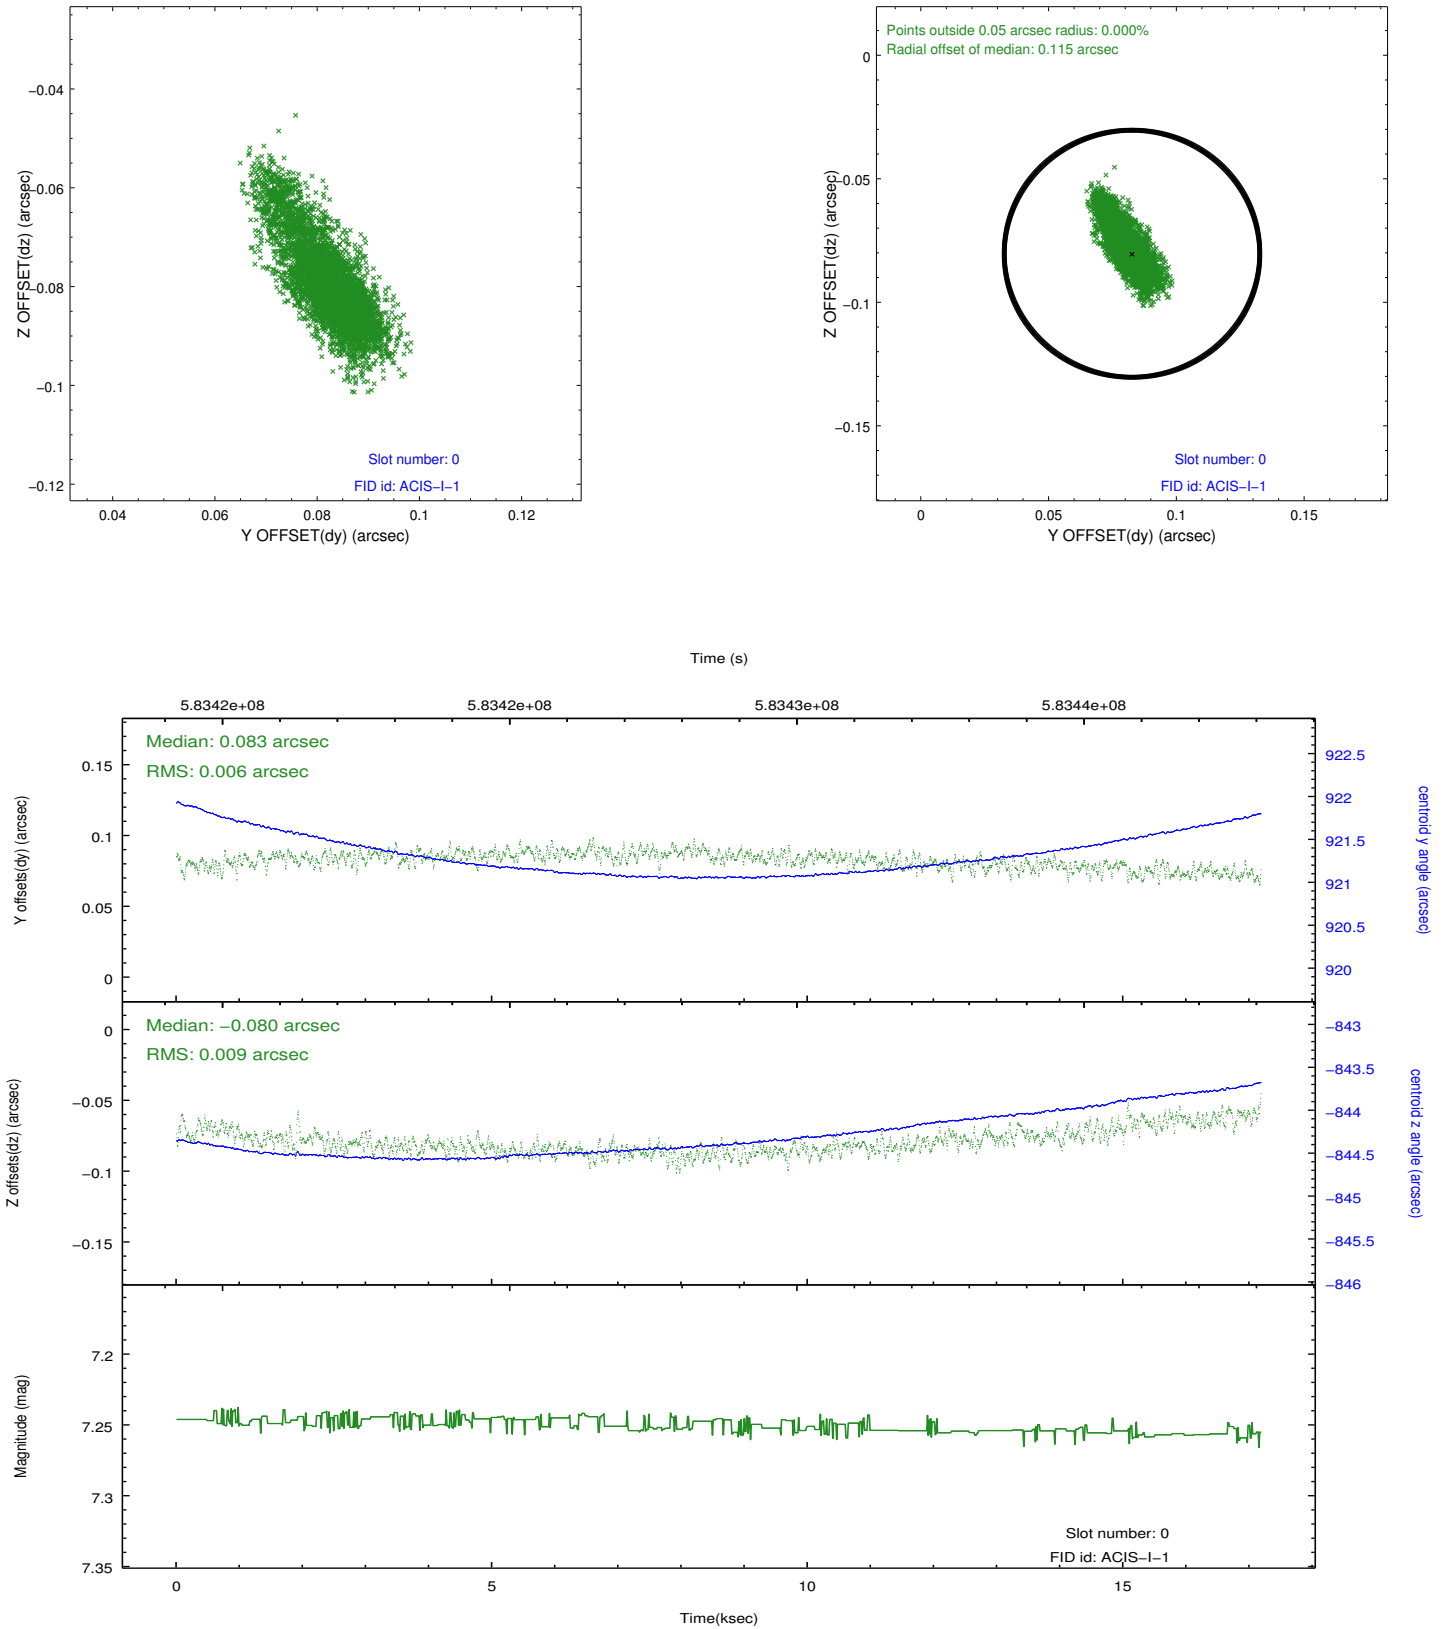 −0.04
−0.06
−0.08
−0.1
−0.12
Z OFFSET(dz) (arcsec)
Slot number: 0
FID id: ACIS−I−1
0.04 0.06 0.08 0.1 0.12
Y OFFSET(dy) (arcsec)
Points outside 0.05 arcsec radius: 0.000%
Radial offset of median: 0.115 arcsec
0
−0.05
−0.1
−0.15
Z OFFSET(dz) (arcsec)
Slot number: 0
FID id: ACIS−I−1
0 0.05 0.1 0.15
Y OFFSET(dy) (arcsec)
Time (s)
5.8342e+08 5.8342e+08 5.8343e+08 5.8344e+08
Median: 0.083 arcsec
RMS: 0.006 arcsec
0.15
0.1
0.05
0
Y offsets(dy) (arcsec)
922.5
922
921.5
921
920.5
920
centroid y angle (arcsec)
Median: −0.080 arcsec
RMS: 0.009 arcsec
0
−0.05
−0.1
−0.15
Z offsets(dz) (arcsec)
−843
−843.5
−844
−844.5
−845
−845.5
−846
centroid z angle (arcsec)
7.2
7.25
7.3
7.35
Magnitude (mag)
Slot number: 0
FID id: ACIS−I−1
0 5 10 15
Time(ksec)